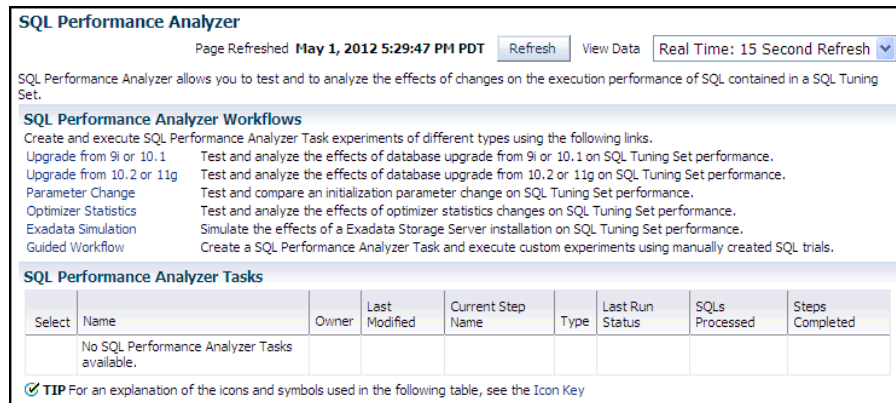 SQL Performance Analyzer
Page Refreshed May 1, 2012 5:29:47 PM PDT Refresh View Data Real Time: 15 Second Refresh
SQL Performance Analyzer allows you to test and to analyze the effects of changes on the execution performance of SQL contained in a SQL Tuning
Set.
SQL Performance Analyzer Workflows
Create and execute SQL Performance Analyzer Task experiments of different types using the following links.
Upgrade from 9i or 10.1 Test and analyze the effects of database upgrade from 9i or 10.1 on SQL Tuning Set performance.
Upgrade from 10.2 or 11g Test and analyze the effects of database upgrade from 10.2 or 11g on SQL Tuning Set performance.
Parameter Change Test and compare an initialization parameter change on SQL Tuning Set performance.
Optimizer Statistics Test and analyze the effects of optimizer statistics changes on SQL Tuning Set performance.
Exadata Simulation Simulate the effects of a Exadata Storage Server installation on SQL Tuning Set performance.
Guided Workflow Create a SQL Performance Analyzer Task and execute custom experiments using manually created SQL trials.
SQL Performance Analyzer Tasks
Select Name Owner Last Modified Current Step Name Type Last Run Status SQLs Processed Steps Completed
No SQL Performance Analyzer Tasks
available.
TIP For an explanation of the icons and symbols used in the following table, see the Icon Key